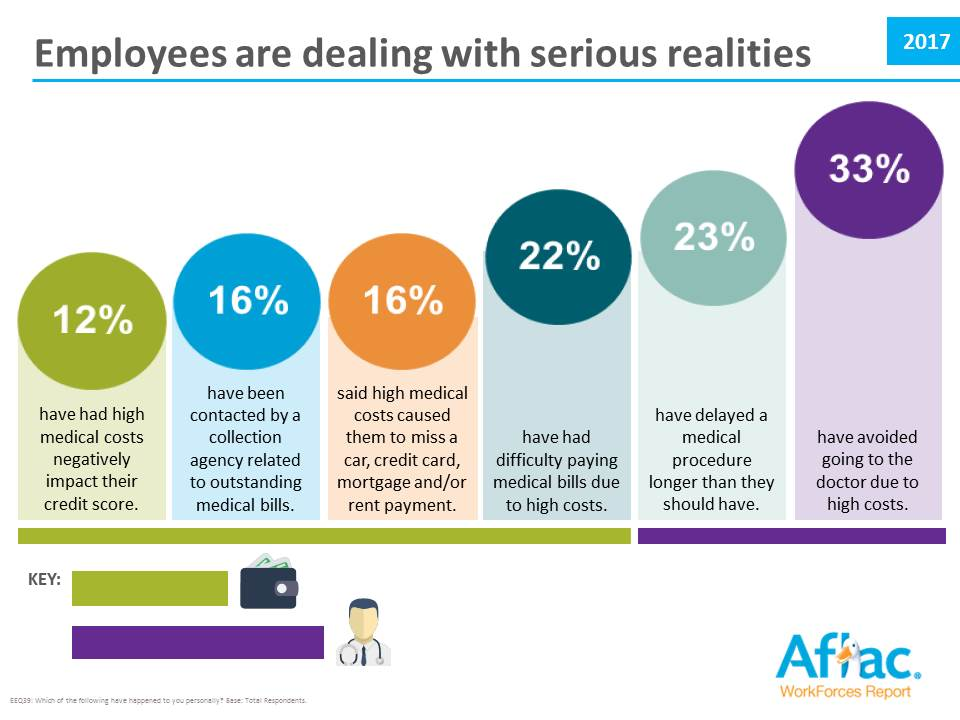 Employees are dealing with serious realities
2017
12%
have had high
medical costs
negatively
impact their
credit score.
16%
have been
contacted by a
collection
agency related
to outstanding
medical bills.
16%
said high medical
costs caused
them to miss a
car, credit card,
mortgage and/or
rent payment.
22%
have had
difficulty paying
medical bills due
to high costs.
23%
have delayed a
medical
procedure
longer than they
should have.
33%
have avoided
going to the
doctor due to
high costs.
KEY:
Aflac®
WorkForces Report
EEQ39: Which of the following have happened to you personally? Base: Total Respondents.